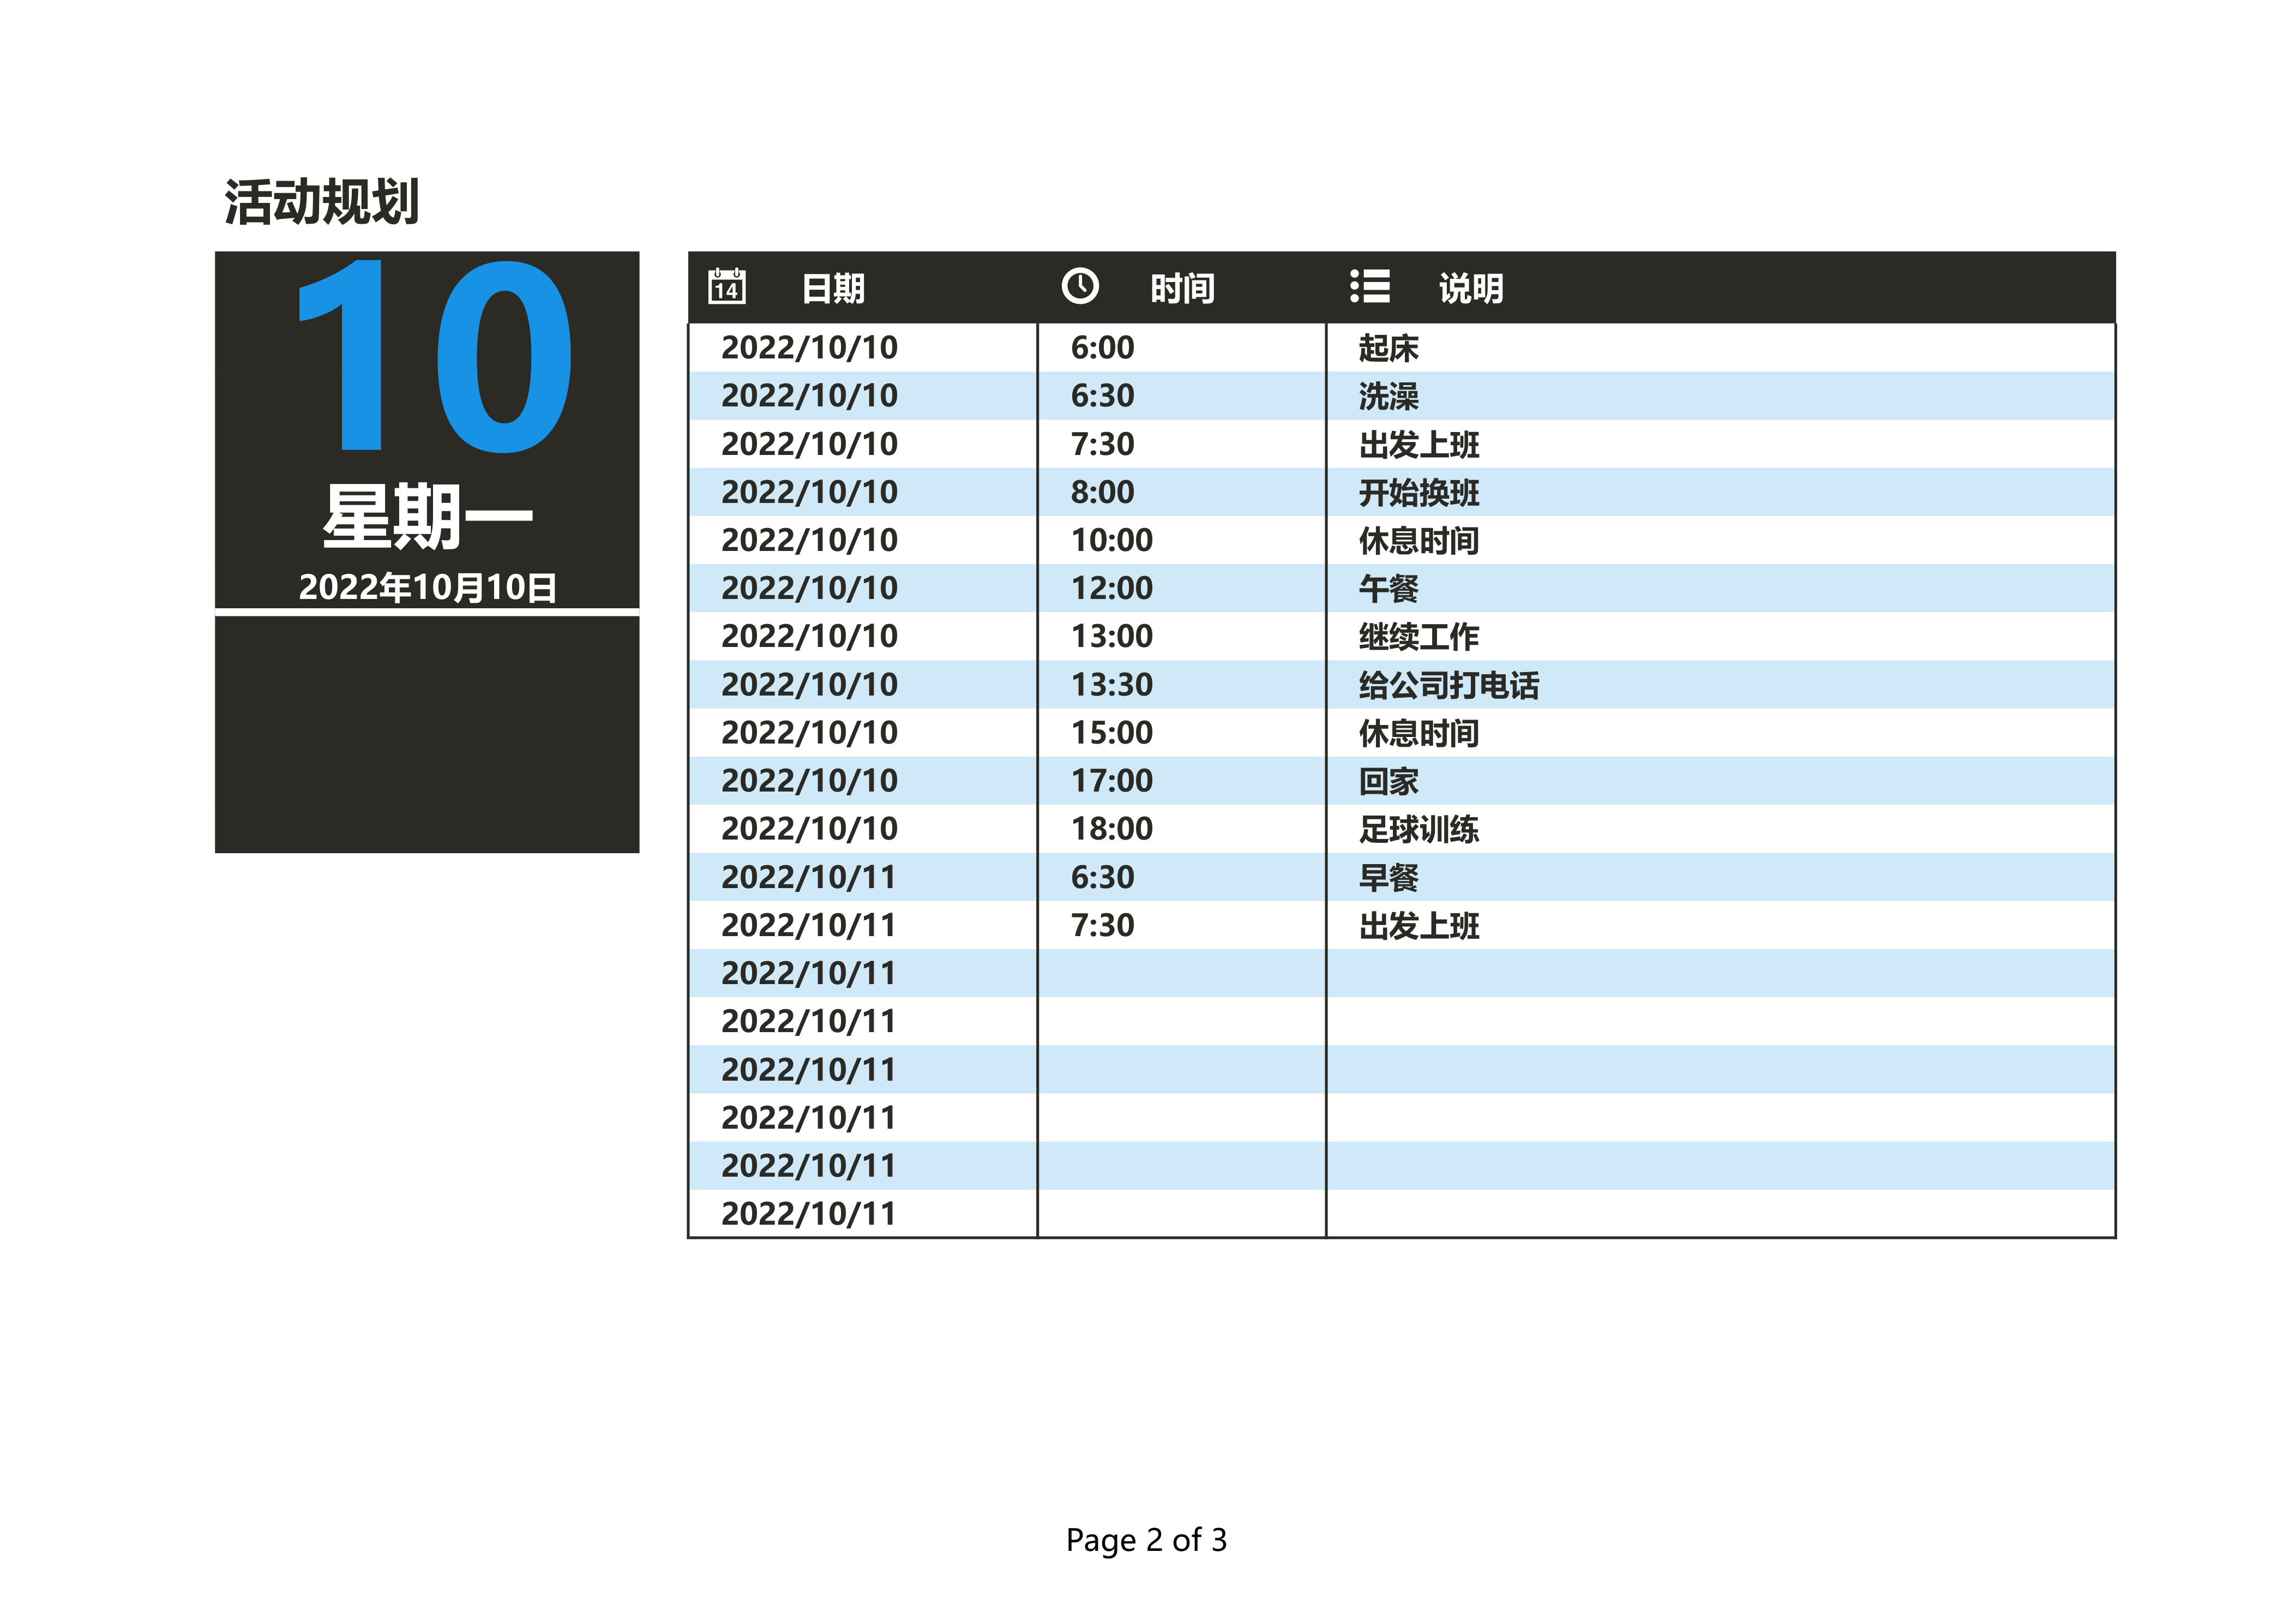 活动规划
10
星期一
2022年10月10日
14 日期 时间 说明
2022/10/10 6:00 起床
2022/10/10 6:30 洗澡
2022/10/10 7:30 出发上班
2022/10/10 8:00 开始换班
2022/10/10 10:00 休息时间
2022/10/10 12:00 午餐
2022/10/10 13:00 继续工作
2022/10/10 13:30 给公司打电话
2022/10/10 15:00 休息时间
2022/10/10 17:00 回家
2022/10/10 18:00 足球训练
2022/10/11 6:30 早餐
2022/10/11 7:30 出发上班
2022/10/11
2022/10/11
2022/10/11
2022/10/11
2022/10/11
2022/10/11
Page 2 of 3